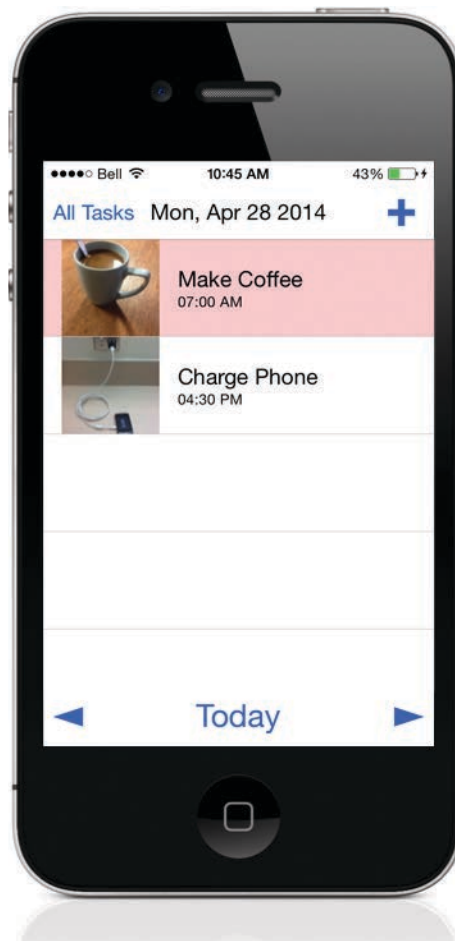 Bell 10:45 AM 43%
All Tasks Mon, Apr 28 2014 +
Make Coffee
07:00 AM
Charge Phone
04:30 PM
Today